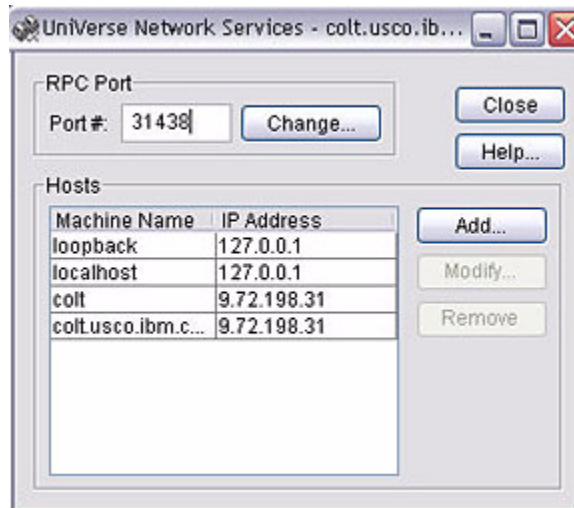 UniVerse Network Services - colt.usco.ib...
RPC Port
Port #: 31438 Change...
Close
Help...
Hosts
Machine Name IP Address
loopback 127.0.0.1
localhost 127.0.0.1
colt 9.72.198.31
colt.usco.ibm.c... 9.72.198.31
Add...
Modify...
Remove